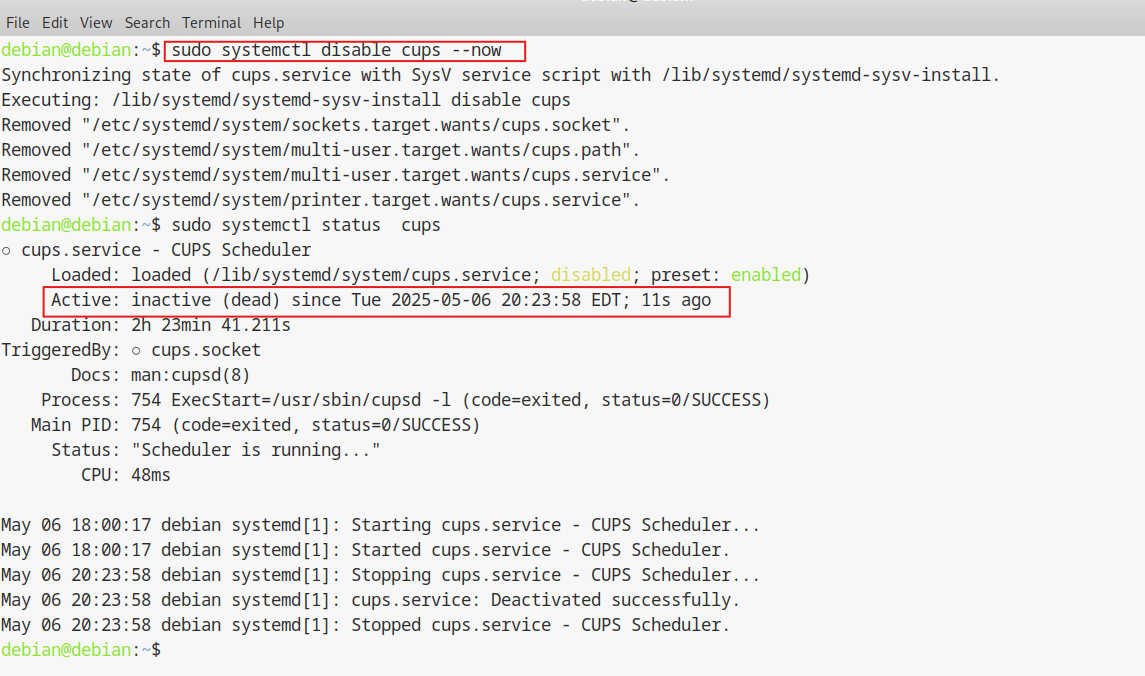 File Edit View Search Terminal Help
debian@debian:~$ sudo systemctl disable cups --now
Synchronizing state of cups.service with SysV service script with /lib/systemd/systemd-sysv-install.
Executing: /lib/systemd/systemd-sysv-install disable cups
Removed "/etc/systemd/system/sockets.target.wants/cups.socket".
Removed "/etc/systemd/system/multi-user.target.wants/cups.path".
Removed "/etc/systemd/system/multi-user.target.wants/cups.service".
Removed "/etc/systemd/system/printer.target.wants/cups.service".
debian@debian:~$ sudo systemctl status  cups
○ cups.service - CUPS Scheduler
     Loaded: loaded (/lib/systemd/system/cups.service; disabled; preset: enabled)
     Active: inactive (dead) since Tue 2025-05-06 20:23:58 EDT; 11s ago
   Duration: 2h 23min 41.211s
TriggeredBy: ○ cups.socket
       Docs: man:cupsd(8)
    Process: 754 ExecStart=/usr/sbin/cupsd -l (code=exited, status=0/SUCCESS)
   Main PID: 754 (code=exited, status=0/SUCCESS)
     Status: "Scheduler is running..."
        CPU: 48ms

May 06 18:00:17 debian systemd[1]: Starting cups.service - CUPS Scheduler...
May 06 18:00:17 debian systemd[1]: Started cups.service - CUPS Scheduler.
May 06 20:23:58 debian systemd[1]: Stopping cups.service - CUPS Scheduler...
May 06 20:23:58 debian systemd[1]: cups.service: Deactivated successfully.
May 06 20:23:58 debian systemd[1]: Stopped cups.service - CUPS Scheduler.
debian@debian:~$